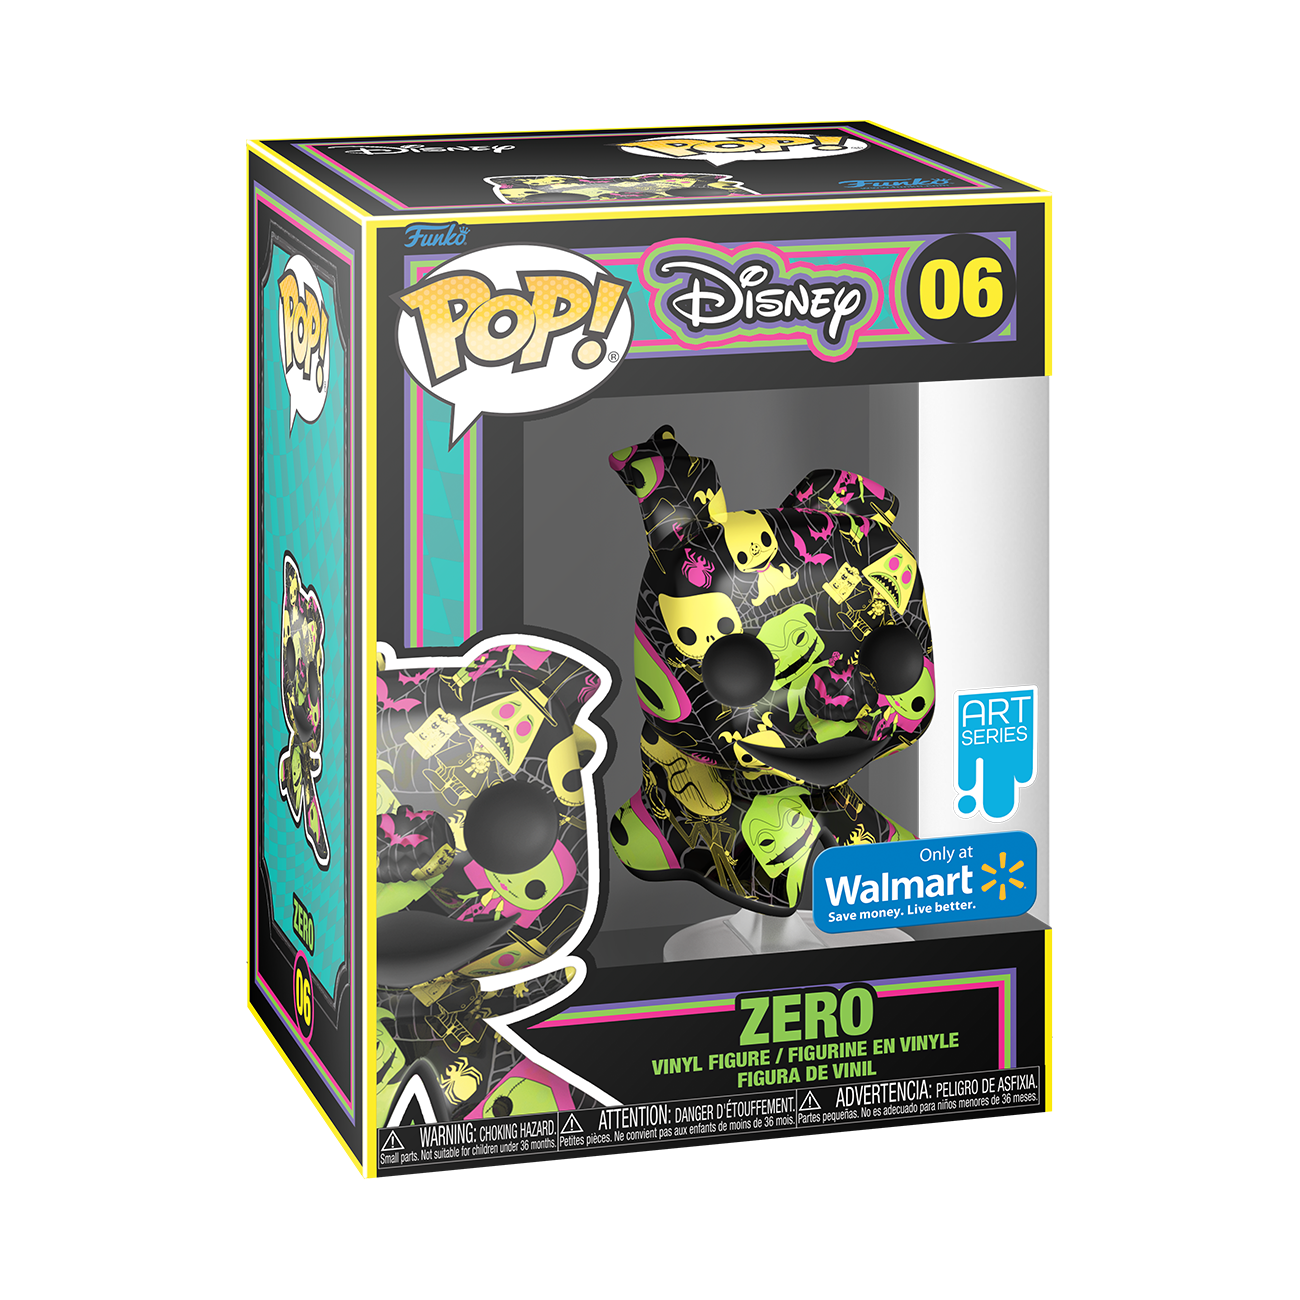 Disney
POP!
Funko
Funko
POP!®
Disney
06
POP!
ART
SERIES
Only at
Walmart
Save money. Live better.
ZERO
06
ZERO
VINYL FIGURE / FIGURINE EN VINYLE
FIGURA DE VINIL
WARNING: CHOKING HAZARD.
Small parts. Not suitable for children under 36 months.
ATTENTION: DANGER D'ÉTOUFFEMENT.
Petites pièces. Ne convient pas aux enfants de moins de 36 mois.
ADVERTENCIA: PELIGRO DE ASFIXIA.
Partes pequeñas. No es adecuado para niños menores de 36 meses.